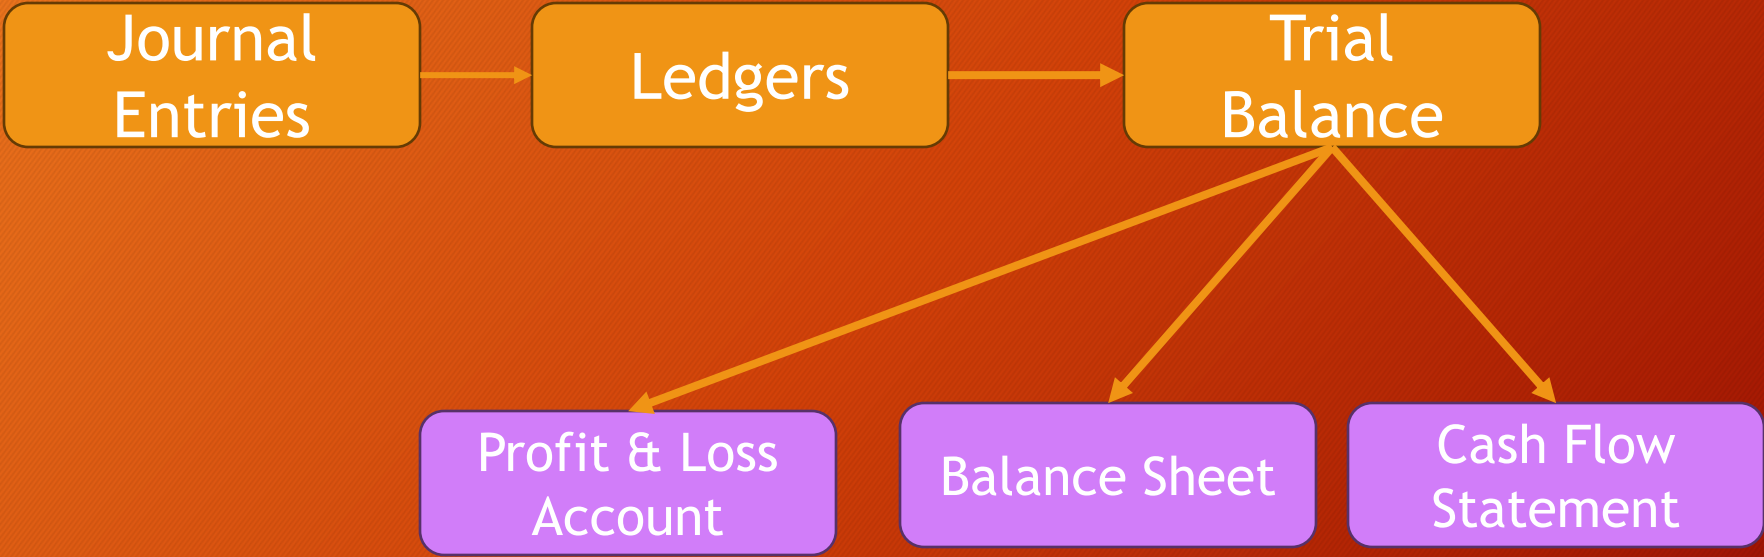 Journal
Entries
Ledgers
Trial
Balance
Profit & Loss
Account
Balance Sheet
Cash Flow
Statement